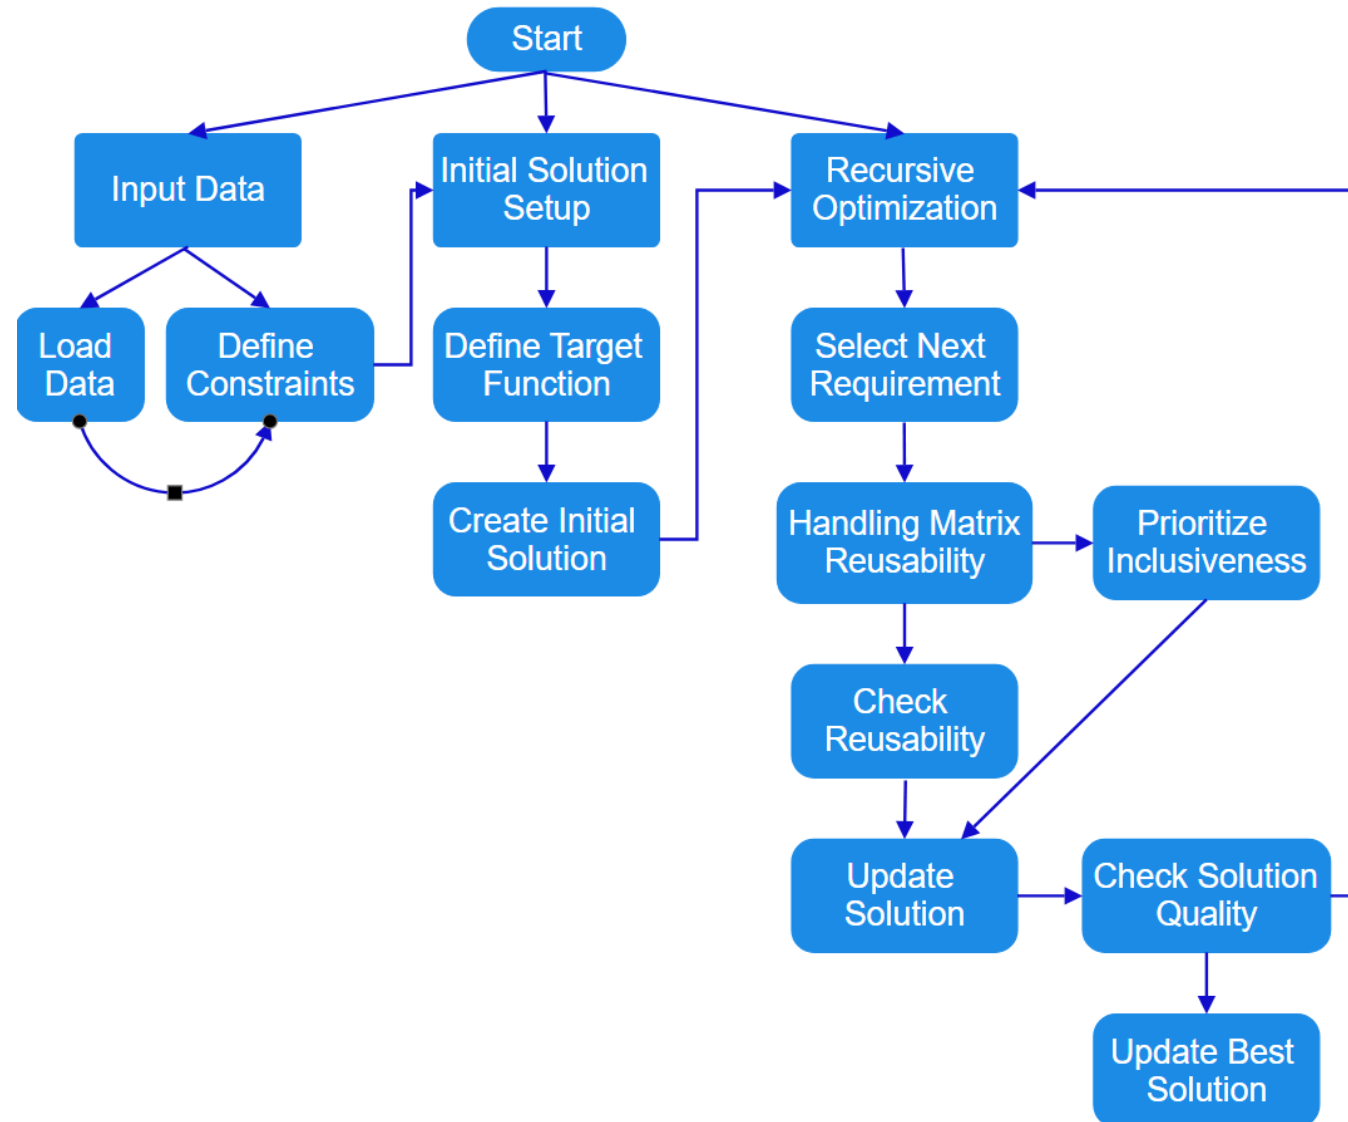 Start
Input Data
Initial Solution
Setup
Recursive
Optimization
Load
Data
Define
Constraints
Define Target
Function
Select Next
Requirement
Create Initial
Solution
Handling Matrix
Reusability
Prioritize
Inclusiveness
Check
Reusability
Update
Solution
Check Solution
Quality
Update Best
Solution